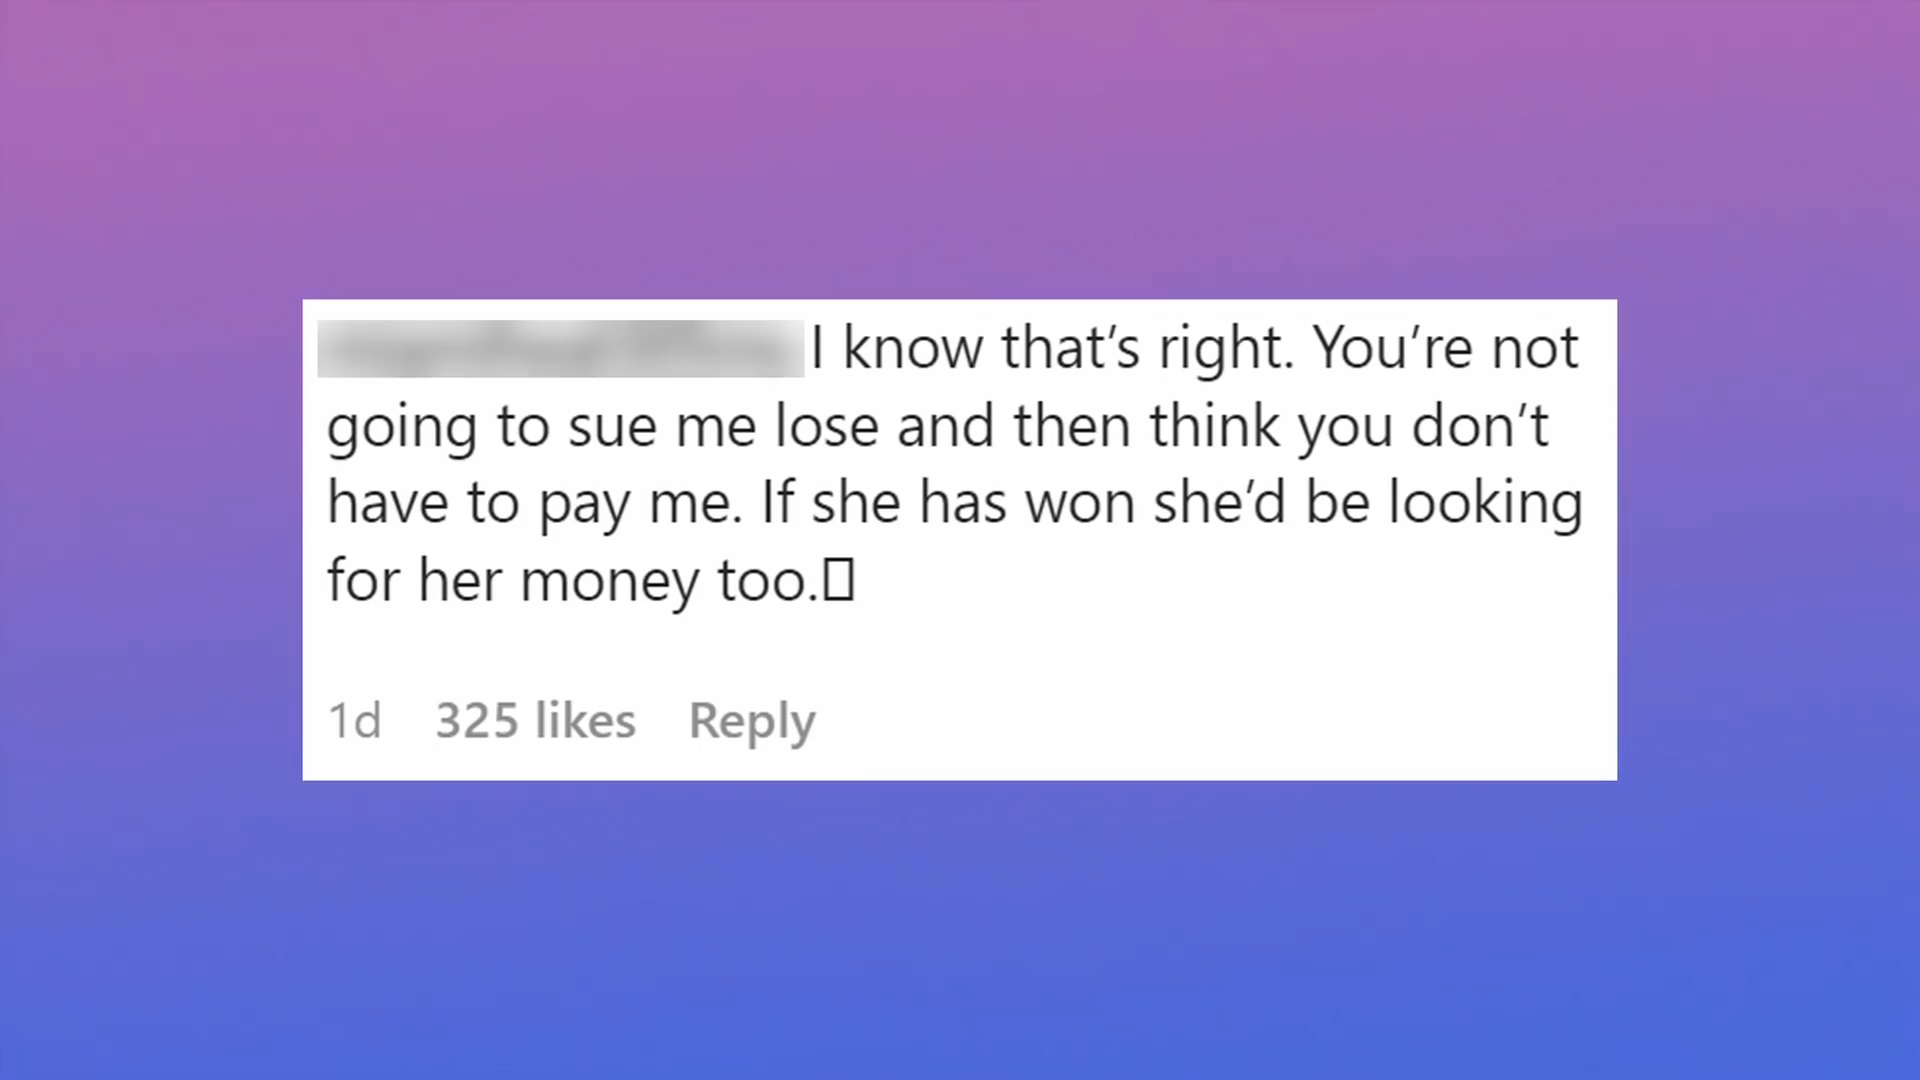 I know that’s right. You’re not
going to sue me lose and then think you don’t
have to pay me. If she has won she’d be looking
for her money too.
1d 325 likes Reply